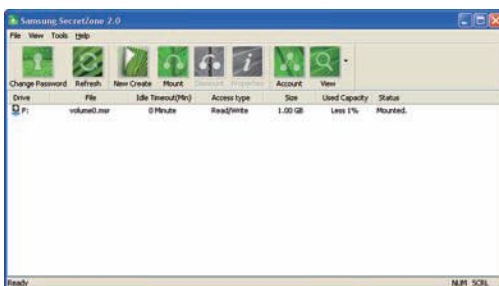 Samsung SecretZone 2.0
File View Tools Help
Change Password Refresh New Create Mount Dismount Properties Account View
Drive File Idle Timeout(Min) Access type Size Used Capacity Status
P: volume0.msr 0 Minute Read/Write 1.00 GB Less 1% Mounted.
Ready NUM SCRL